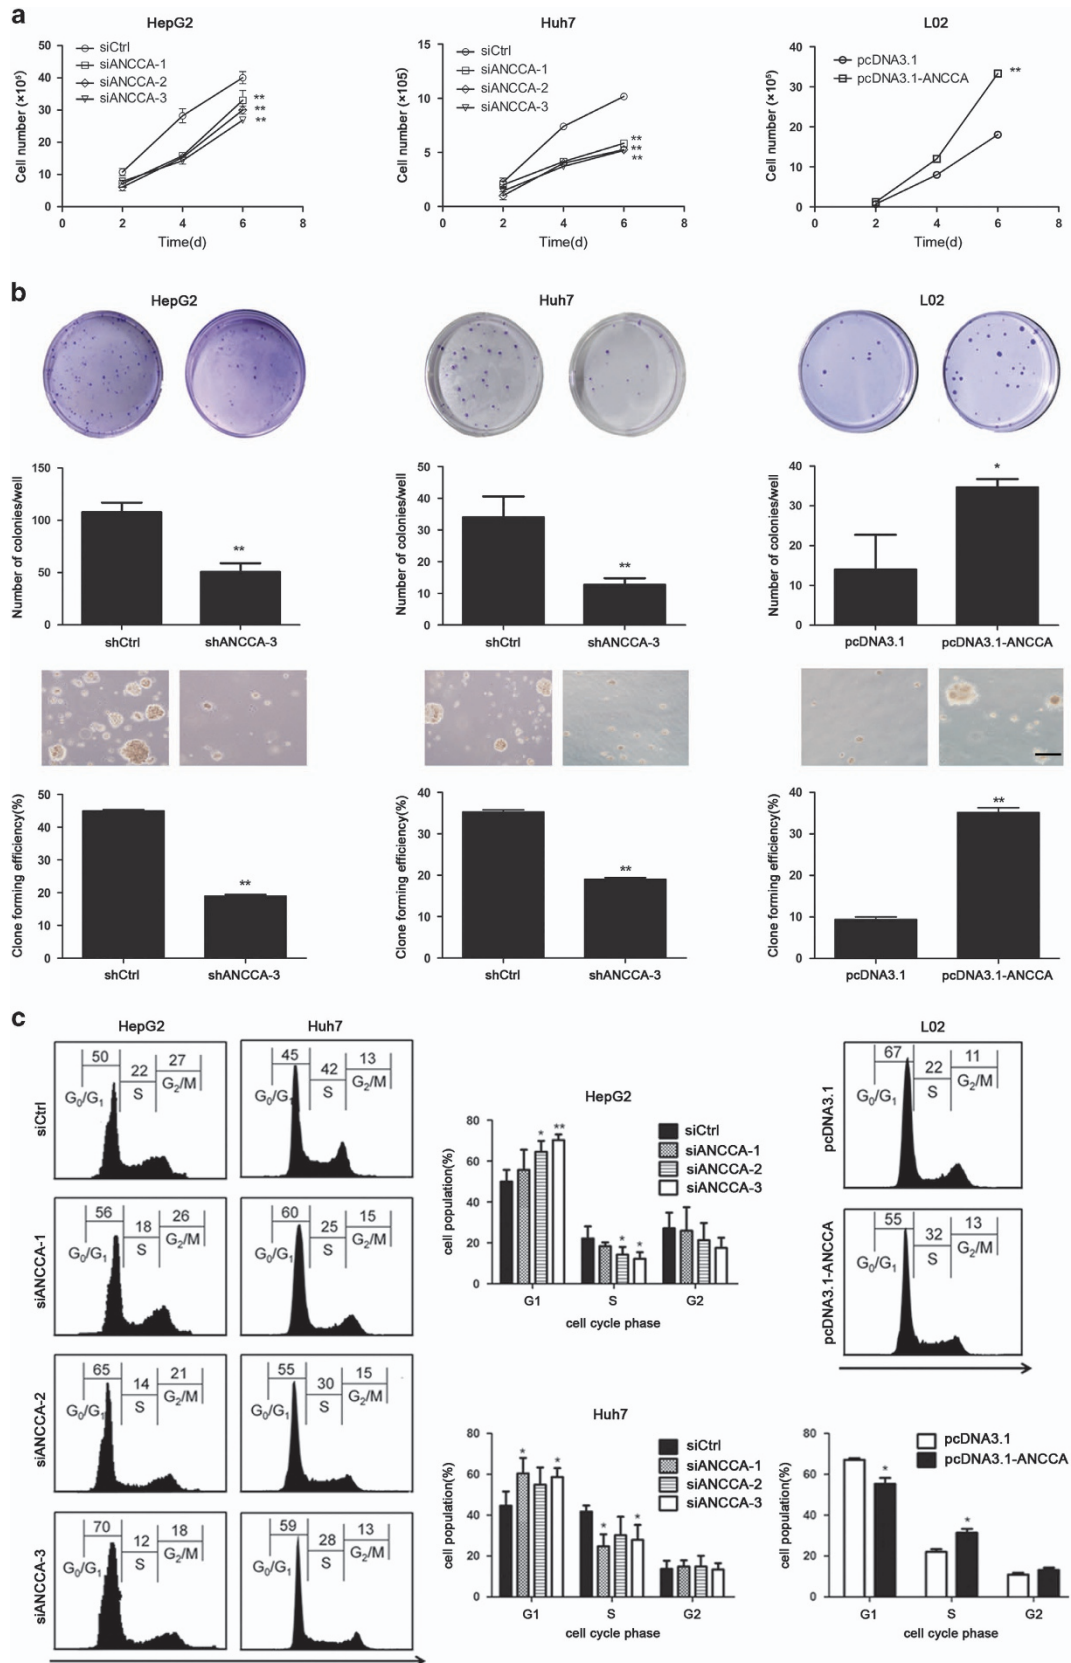 a
HepG2
Huh7
L02
siCtrl
siANCCA-1
siANCCA-2
siANCCA-3
Cell number (×10⁵)
50
40
30
20
10
0
**
**
**
0 2 4 6 8
Time(d)
siCtrl
siANCCA-1
siANCCA-2
siANCCA-3
Cell number (×105)
15
10
5
0
**
**
**
0 2 4 6 8
Time(d)
pcDNA3.1
pcDNA3.1-ANCCA
Cell number (×10⁵)
40
30
20
10
0
**
0 2 4 6 8
Time(d)
b
HepG2
Huh7
L02
Number of colonies/well
150
100
50
0
**
shCtrl shANCCA-3
Number of colonies/well
50
40
30
20
10
0
**
shCtrl shANCCA-3
Number of colonies/well
40
30
20
10
0
*
pcDNA3.1 pcDNA3.1-ANCCA
Clone forming efficiency(%)
50
40
30
20
10
0
**
shCtrl shANCCA-3
Clone forming efficiency(%)
40
30
20
10
0
**
shCtrl shANCCA-3
Clone forming efficiency(%)
40
30
20
10
0
**
pcDNA3.1 pcDNA3.1-ANCCA
c
HepG2
Huh7
siCtrl
50 22 27
G₀/G₁ S G₂/M
45 42 13
G₀/G₁ S G₂/M
siANCCA-1
56 18 26
G₀/G₁ S G₂/M
60 25 15
G₀/G₁ S G₂/M
siANCCA-2
65 14 21
G₀/G₁ S G₂/M
55 30 15
G₀/G₁ S G₂/M
siANCCA-3
70 12 18
G₀/G₁ S G₂/M
59 28 13
G₀/G₁ S G₂/M
HepG2
cell population(%)
80
60
40
20
0
siCtrl
siANCCA-1
siANCCA-2
siANCCA-3
* **
* *
G1 S G2
cell cycle phase
Huh7
cell population(%)
80
60
40
20
0
siCtrl
siANCCA-1
siANCCA-2
siANCCA-3
* *
* *
G1 S G2
cell cycle phase
L02
pcDNA3.1
67 22 11
G₀/G₁ S G₂/M
pcDNA3.1-ANCCA
55 32 13
G₀/G₁ S G₂/M
cell population(%)
80
60
40
20
0
pcDNA3.1
pcDNA3.1-ANCCA
*
*
G1 S G2
cell cycle phase